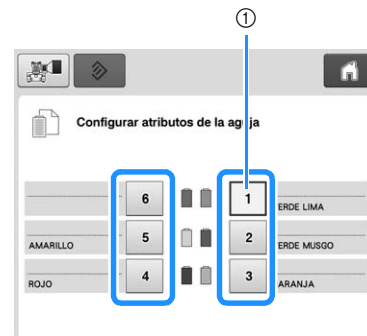 ①
Configurar atributos de la aguja
6 1 ERDE LIMA
AMARILLO 5 2 ERDE MUSGO
ROJO 4 3 ARANJA